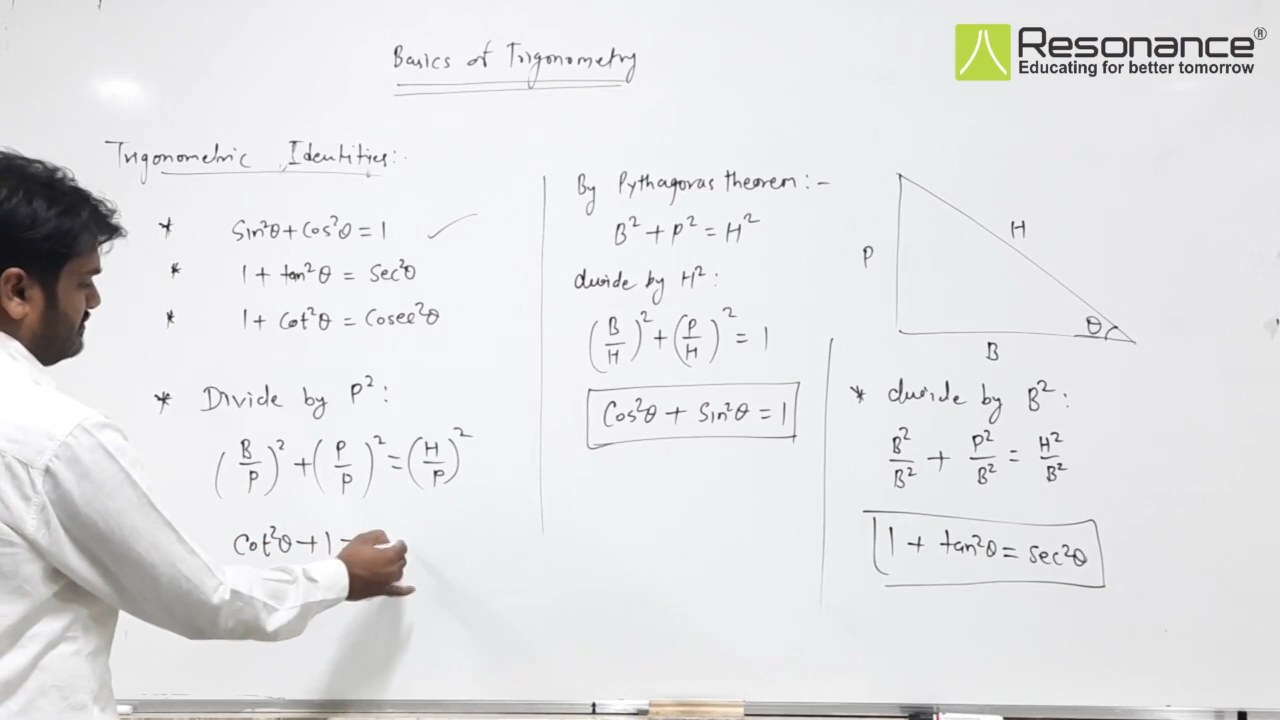 Resonance®
Educating for better tomorrow
Basics of Trigonometry
Trigonometric Identities:
* Sin²θ+Cos²θ=1 ✓
* 1 + tan²θ = Sec²θ
* 1 + Cot²θ = Cosec²θ
* Divide by P²:
(B/P)² + (P/P)² = (H/P)²
Cot²θ+1
By Pythagoras theorem:-
B² + P² = H²
divide by H²:
(B/H)² + (P/H)² = 1
Cos²θ + Sin²θ = 1
P
H
θ
B
* divide by B²:
B²/B² + P²/B² = H²/B²
1 + tan²θ = sec²θ